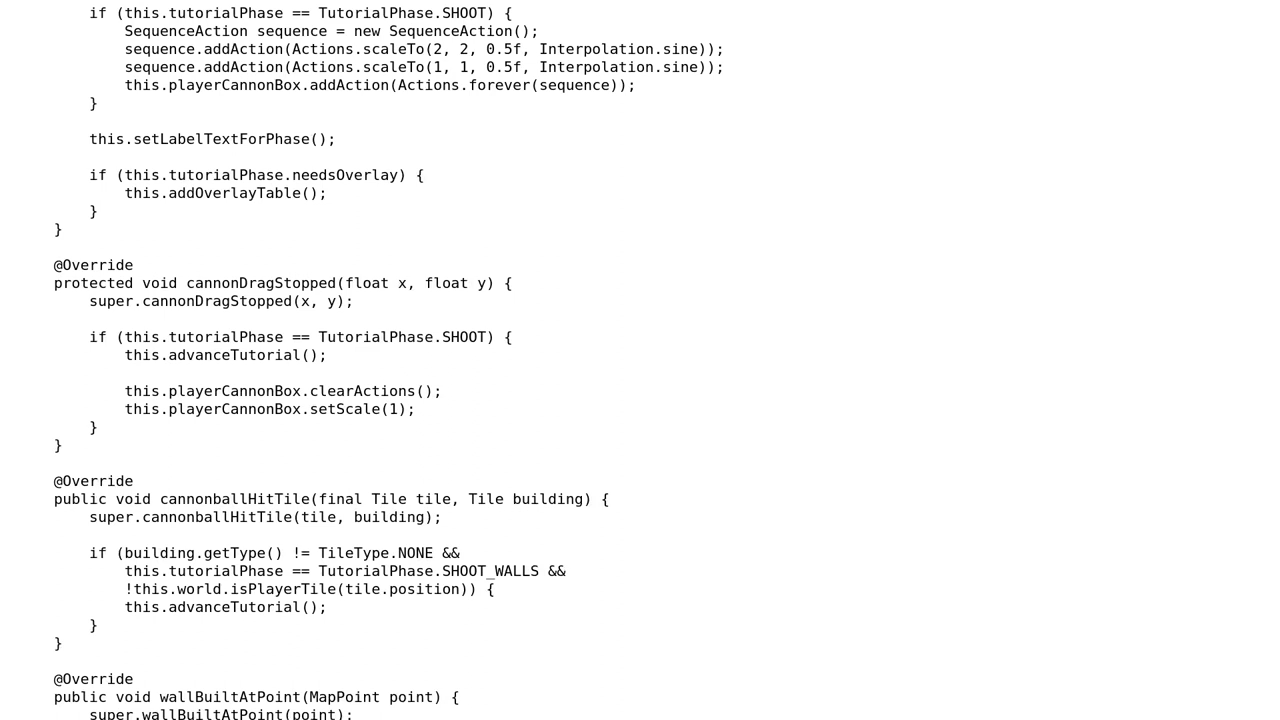 if (this.tutorialPhase == TutorialPhase.SHOOT) {
SequenceAction sequence = new SequenceAction();
sequence.addAction(Actions.scaleTo(2, 2, 0.5f, Interpolation.sine));
sequence.addAction(Actions.scaleTo(1, 1, 0.5f, Interpolation.sine));
this.playerCannonBox.addAction(Actions.forever(sequence));
}
this.setLabelTextForPhase();
if (this.tutorialPhase.needsOverlay) {
this.addOverlayTable();
}
}
@Override
protected void cannonDragStopped(float x, float y) {
super.cannonDragStopped(x, y);
if (this.tutorialPhase == TutorialPhase.SHOOT) {
this.advanceTutorial();
this.playerCannonBox.clearActions();
this.playerCannonBox.setScale(1);
}
}
@Override
public void cannonballHitTile(final Tile tile, Tile building) {
super.cannonballHitTile(tile, building);
if (building.getType() != TileType.NONE &&
this.tutorialPhase == TutorialPhase.SHOOT_WALLS &&
!this.world.isPlayerTile(tile.position)) {
this.advanceTutorial();
}
}
@Override
public void wallBuiltAtPoint(MapPoint point) {
super.wallBuiltAtPoint(point);